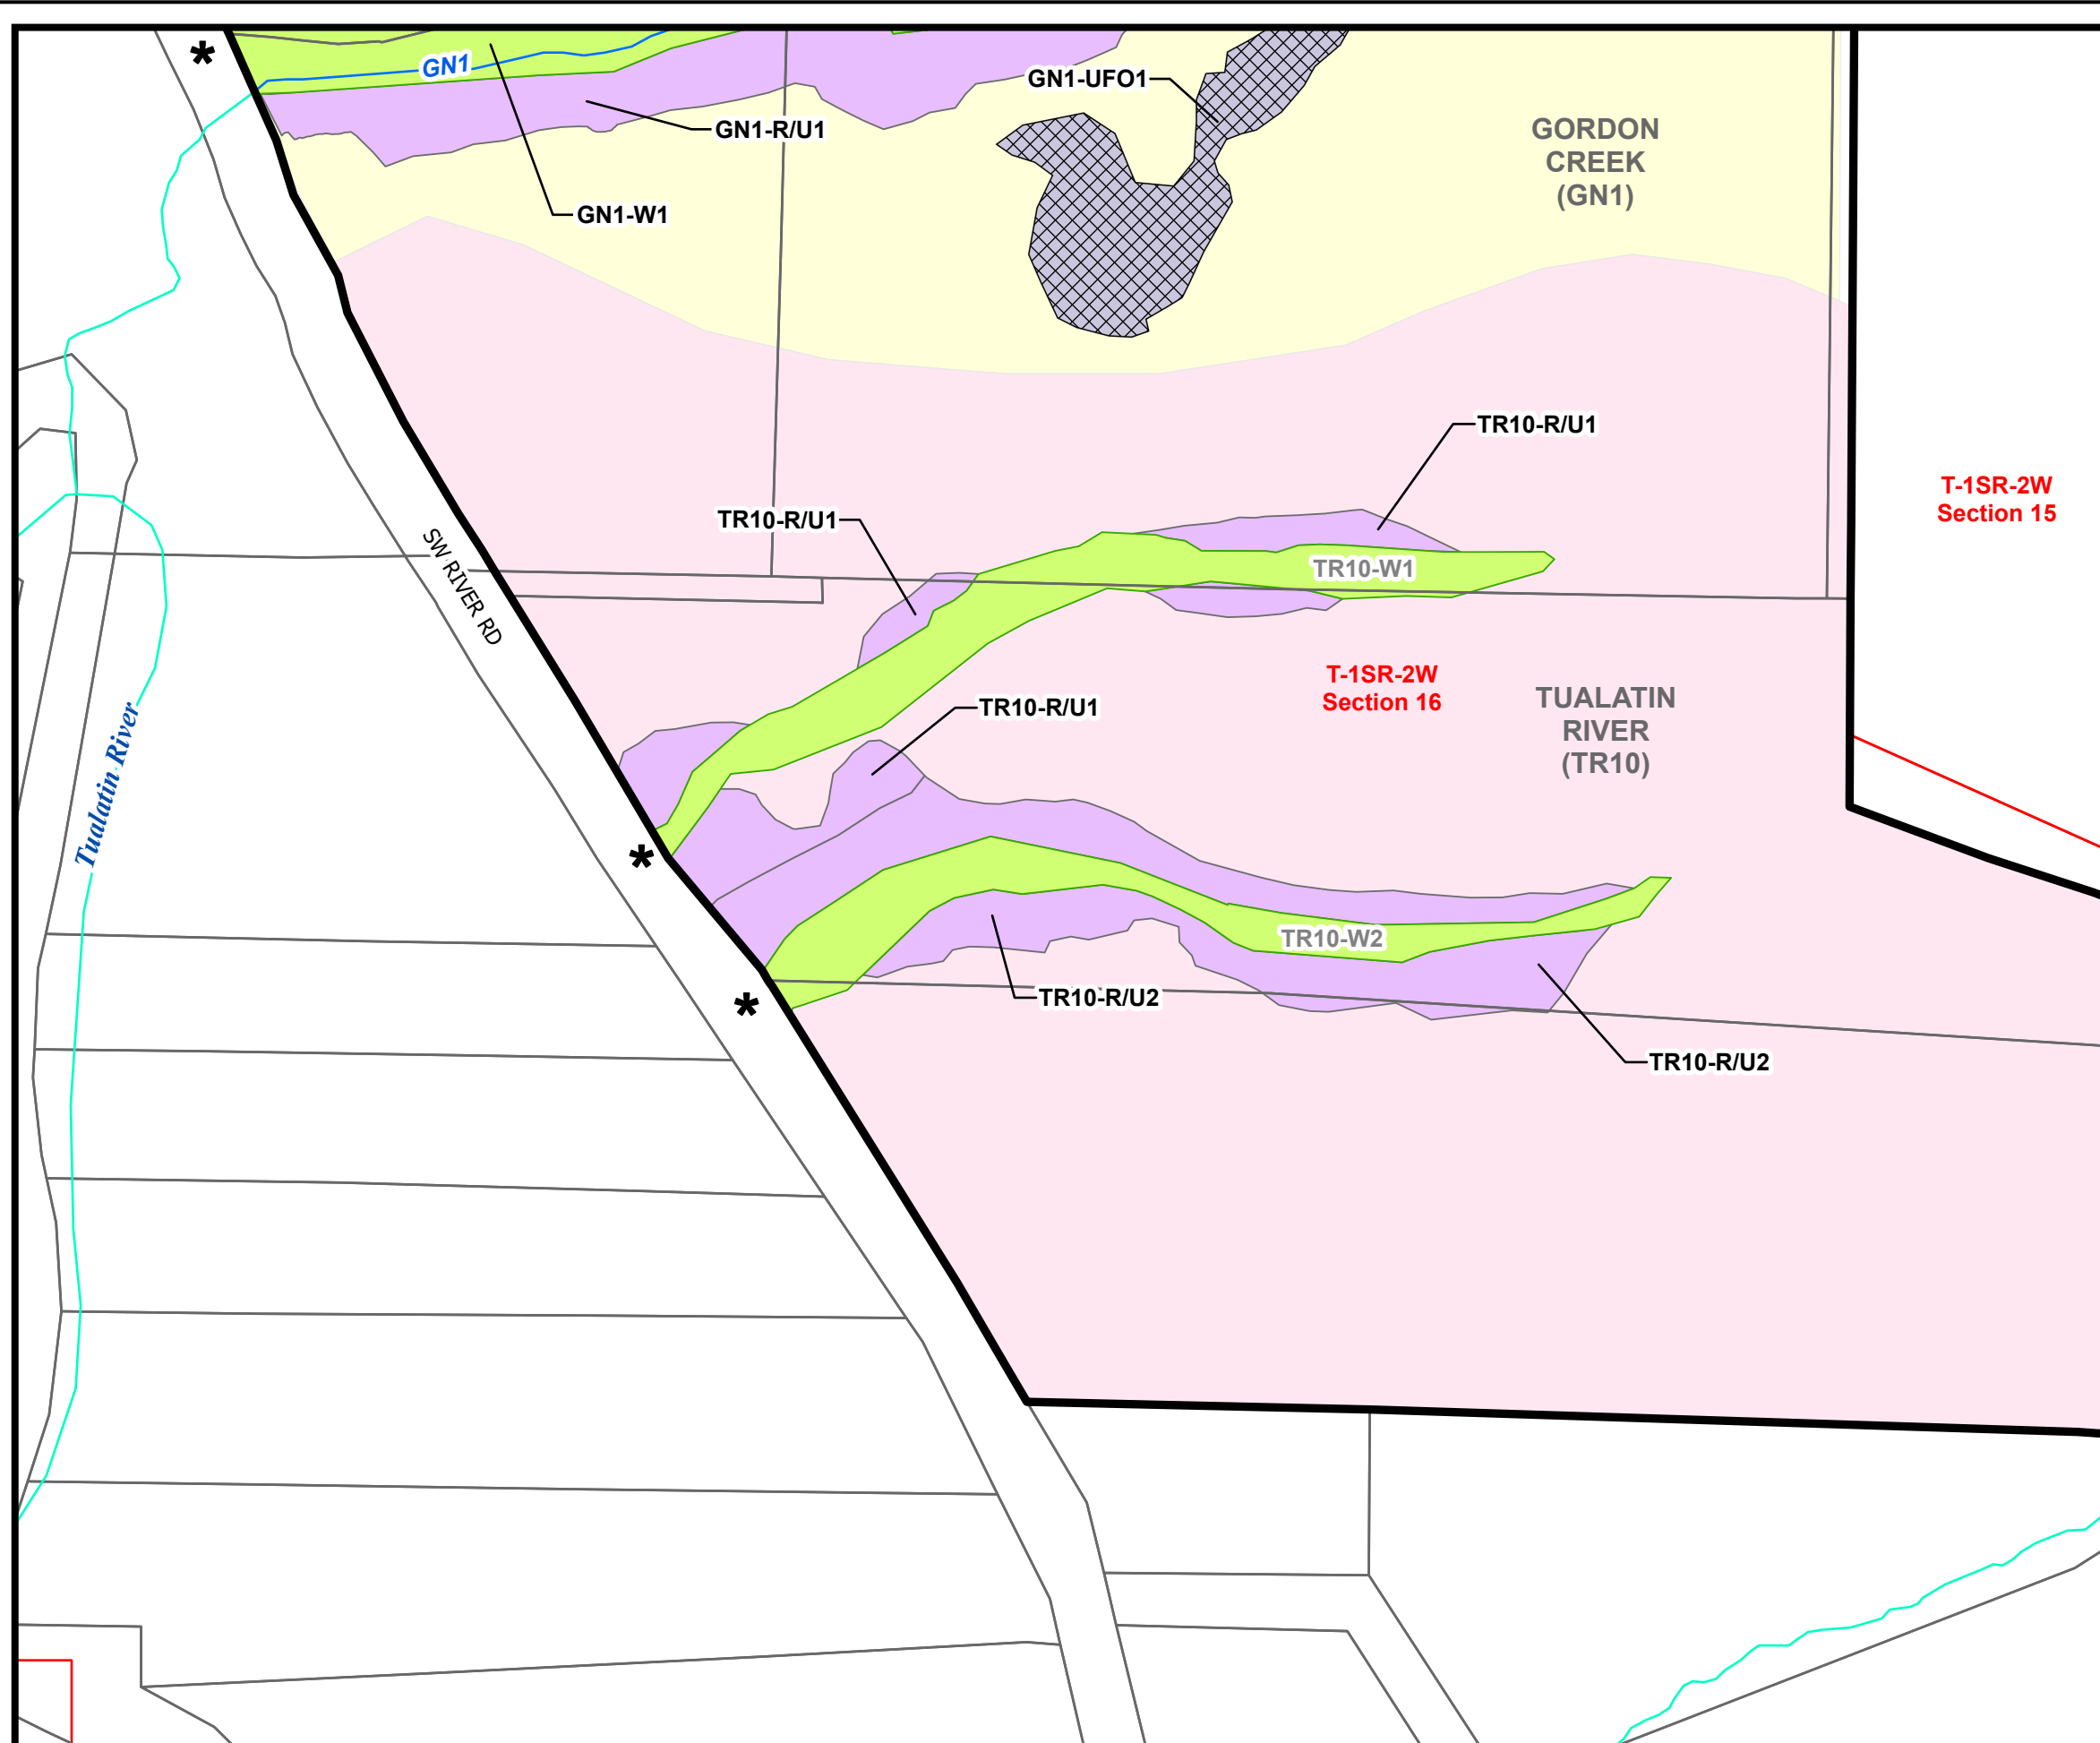 *
GN1
GN1-UFO1
GN1-R/U1
GORDON
CREEK
(GN1)
GN1-W1
TR10-R/U1
T-1SR-2W
Section 15
TR10-R/U1
SW RIVER RD
TR10-W1
T-1SR-2W
Section 16
TUALATIN
RIVER
(TR10)
TR10-R/U1
Tualatin River
*
TR10-W2
TR10-R/U2
*
TR10-R/U2